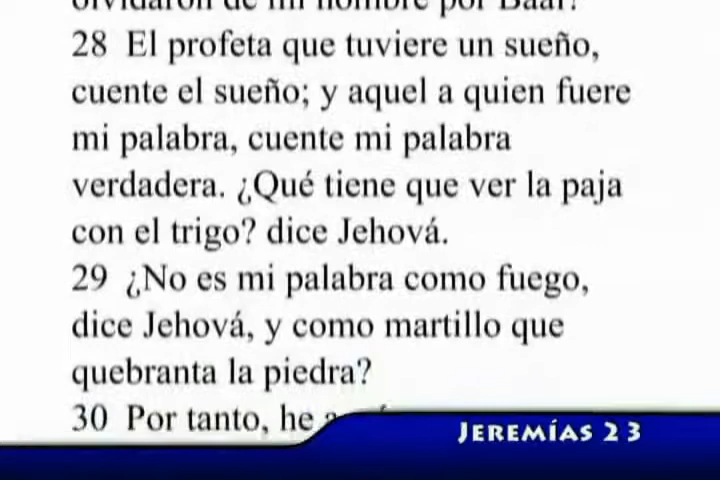 28 El profeta que tuviere un sueño,
cuente el sueño; y aquel a quien fuere
mi palabra, cuente mi palabra
verdadera. ¿Qué tiene que ver la paja
con el trigo? dice Jehová.
29 ¿No es mi palabra como fuego,
dice Jehová, y como martillo que
quebranta la piedra?
30 Por tanto, he
JEREMÍAS 23